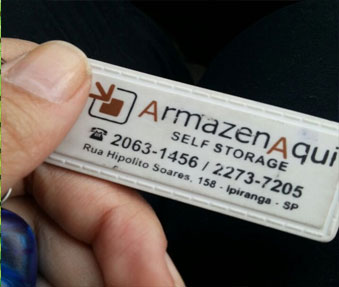 ArmazenAqui
SELF STORAGE
☎ 2063-1456 / 2273-7205
Rua Hipolito Soares, 158 - Ipiranga - SP